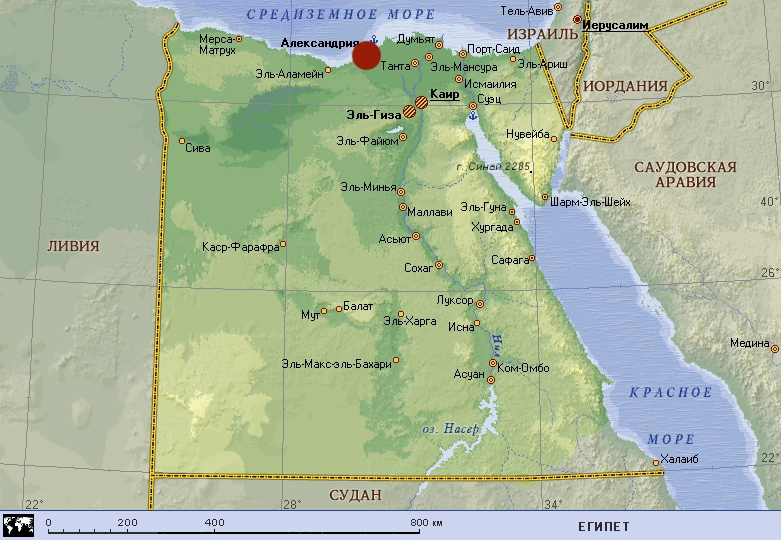 СРЕДИЗЕМНОЕ МОРЕ
Тель-Авив
Иерусалим
Мерса-
Матрух
Александрия
Думьят
Порт-Саид
ИЗРАИЛЬ
Эль-Аламейн
Танта
Эль-Мансура
Эль-Ариш
Исмаилия
ИОРДАНИЯ
30°
Каир
Суэц
Эль-Гиза
Нувейба
Сива
Эль-Файюм
г. Синай 2285
САУДОВСКАЯ
АРАВИЯ
Эль-Минья
Маллави
Эль-Гуна
Шарм-Эль-Шейх
40°
Хургада
ЛИВИЯ
Каср-Фарафра
Асьют
Сафага
Сохаг
26°
Луксор
Мут
Балат
Эль-Харга
Исна
Нил
Медина
Эль-Макс-эль-Бахари
Ком-Омбо
Асуан
КРАСНОЕ
МОРЕ
оз. Насер
Халаиб
22°
СУДАН
22°
28°
34°
0 200 400 800 км
ЕГИПЕТ